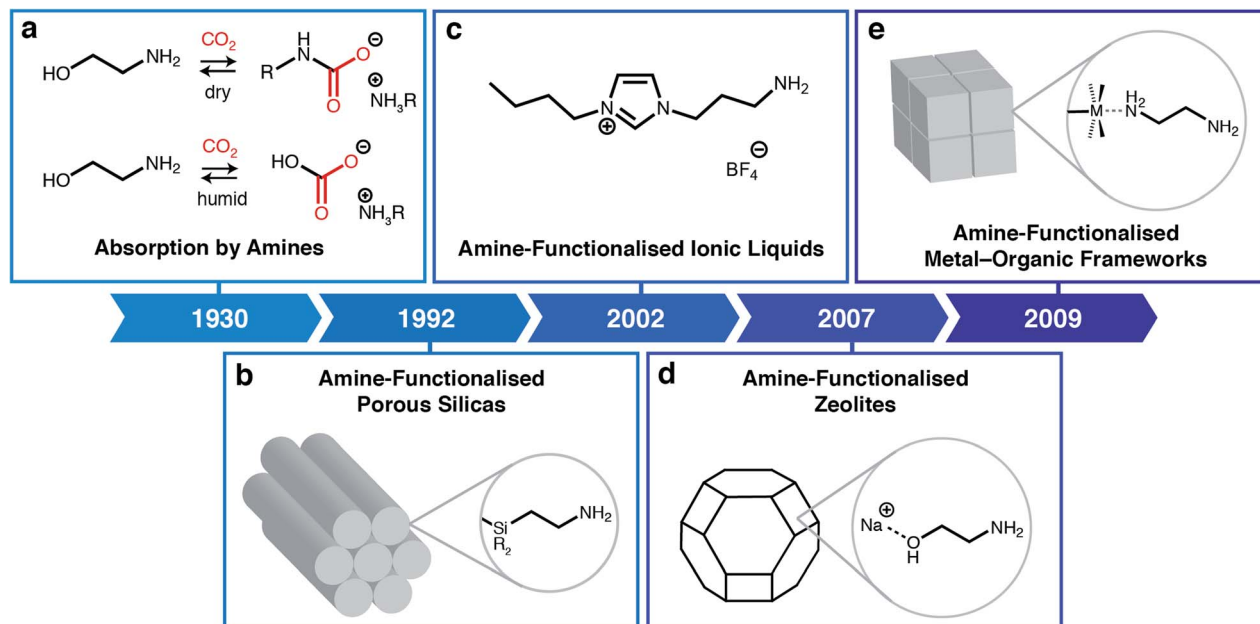 a
HO NH₂ CO₂ dry H N R O⊖ O ⊕NH₃R
HO NH₂ CO₂ humid HO O⊖ O ⊕NH₃R
Absorption by Amines
c
N⊕ N NH₂
BF₄⊖
Amine-Functionalised Ionic Liquids
e
M H₂N NH₂
Amine-Functionalised
Metal–Organic Frameworks
1930 1992 2002 2007 2009
b
Amine-Functionalised
Porous Silicas
Si NH₂
R₂
d
Amine-Functionalised
Zeolites
Na⊕ O NH₂
H